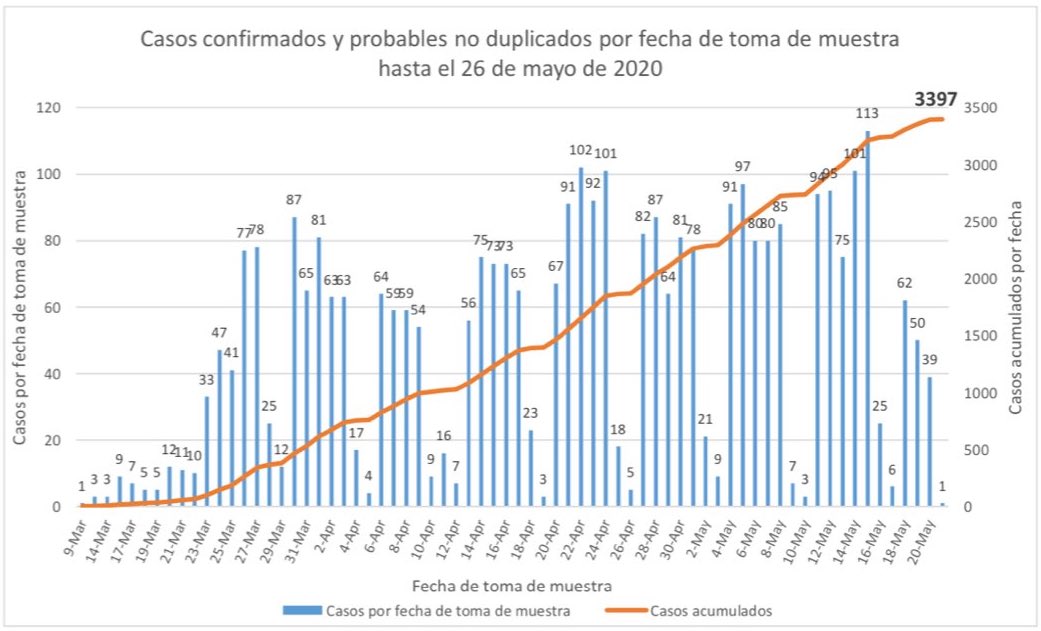 Casos confirmados y probables no duplicados por fecha de toma de muestra
hasta el 26 de mayo de 2020
Casos por fecha de toma de muestra
120
100
80
60
40
20
0
1
3
3
9
7
5
5
12
11
10
33
47
41
77
78
25
12
87
65
81
63
63
17
4
64
59
59
54
9
16
7
56
75
73
73
65
23
3
67
91
102
92
101
18
5
82
87
64
81
78
21
9
91
97
80
80
85
7
3
94
95
75
101
113
25
6
62
50
39
1
3397
3500
3000
2500
2000
1500
1000
500
0
Casos acumulados por fecha
9-Mar
14-Mar
17-Mar
19-Mar
21-Mar
23-Mar
25-Mar
27-Mar
29-Mar
31-Mar
2-Apr
4-Apr
6-Apr
8-Apr
10-Apr
12-Apr
14-Apr
16-Apr
18-Apr
20-Apr
22-Apr
24-Apr
26-Apr
28-Apr
30-Apr
2-May
4-May
6-May
8-May
10-May
12-May
14-May
16-May
18-May
20-May
Fecha de toma de muestra
Casos por fecha de toma de muestra
Casos acumulados